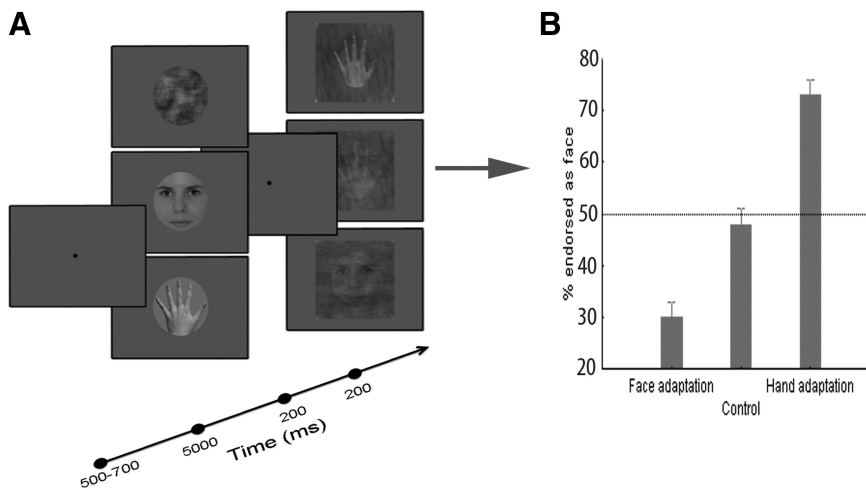 A
500-700
5000
200
200
Time (ms)
B
% endorsed as face
80
70
60
50
40
30
20
Face adaptation
Control
Hand adaptation